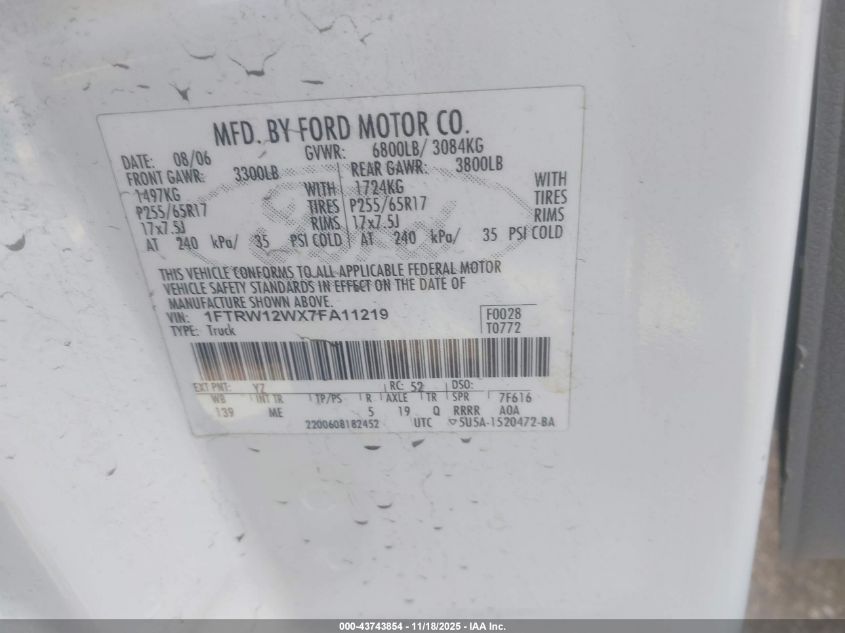 MFD. BY FORD MOTOR CO.
DATE: 08/06 GVWR: 6800LB/ 3084KG
FRONT GAWR: 3300LB REAR GAWR: 3800LB
1497KG WITH 1724KG WITH
P255/65R17 TIRES P255/65R17 TIRES
17x7.5J RIMS 17x7.5J RIMS
AT 240 kPa/ 35 PSI COLD AT 240 kPa/ 35 PSI COLD
THIS VEHICLE CONFORMS TO ALL APPLICABLE FEDERAL MOTOR
VEHICLE SAFETY STANDARDS IN EFFECT ON THE DATE OF
MANUFACTURE SHOWN ABOVE.
VIN: 1FTRW12WX7FA11219 F0028
TYPE: Truck T0772
EXT PNT: YZ RC: 52 DSO:
WB INT TR TP/PS R AXLE TR SPR 7F616
139 ME 5 19 Q RRRR AOA
2200608182452 UTC 5U5A-1520472-BA
000-43743854 | 11/18/2025 - IAA Inc.